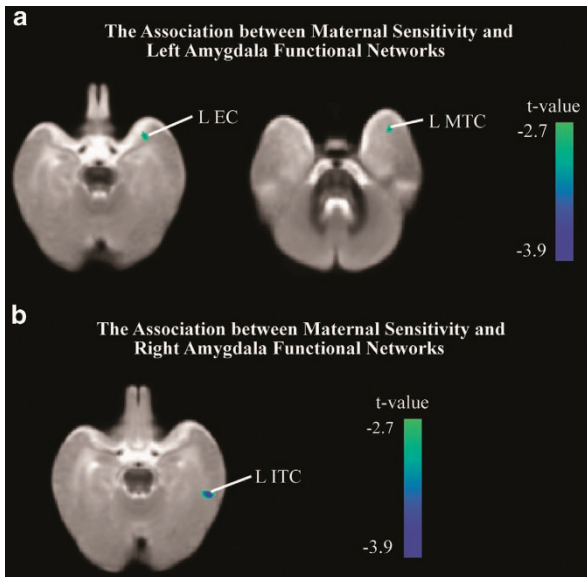 a
The Association between Maternal Sensitivity and
Left Amygdala Functional Networks
L EC
L MTC
t-value
-2.7
-3.9
b
The Association between Maternal Sensitivity and
Right Amygdala Functional Networks
L ITC
t-value
-2.7
-3.9